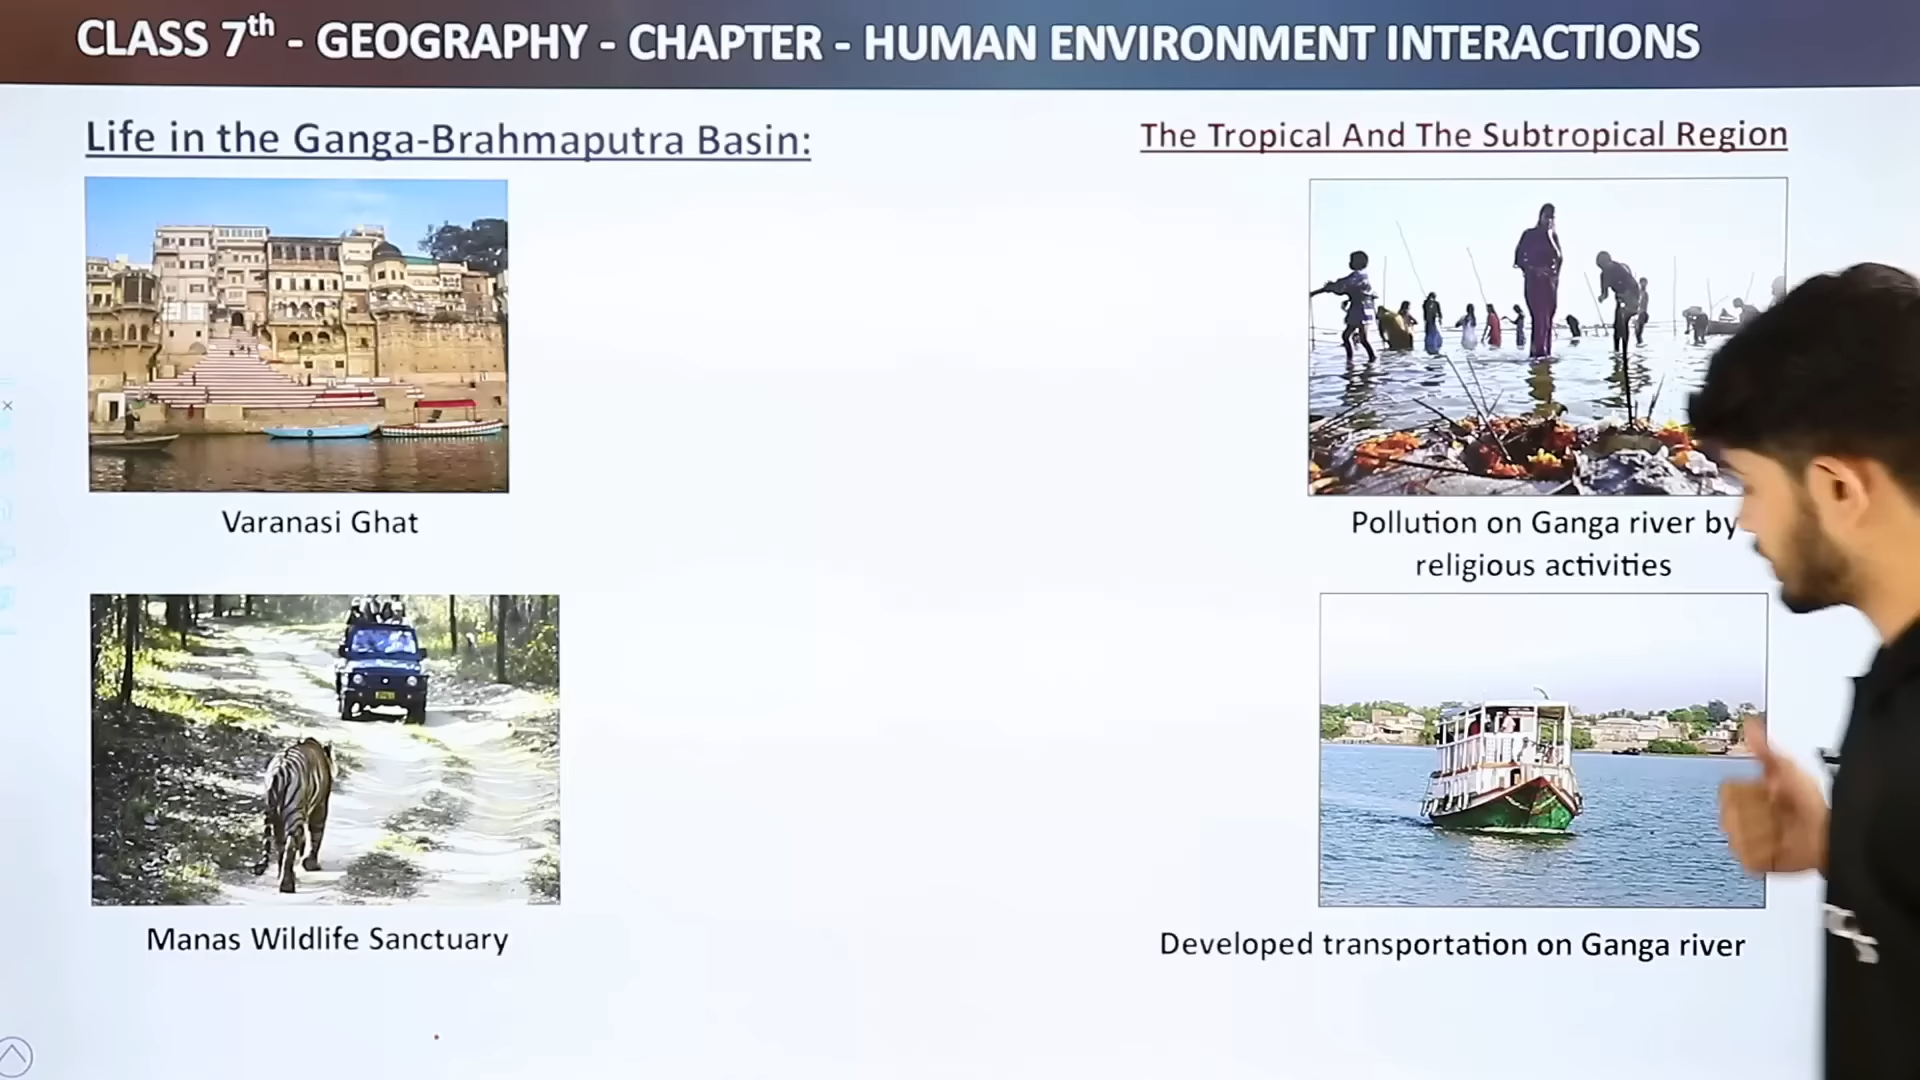 CLASS 7th - GEOGRAPHY - CHAPTER - HUMAN ENVIRONMENT INTERACTIONS
Life in the Ganga-Brahmaputra Basin:
The Tropical And The Subtropical Region
Varanasi Ghat
Pollution on Ganga river by
religious activities
Manas Wildlife Sanctuary
Developed transportation on Ganga river